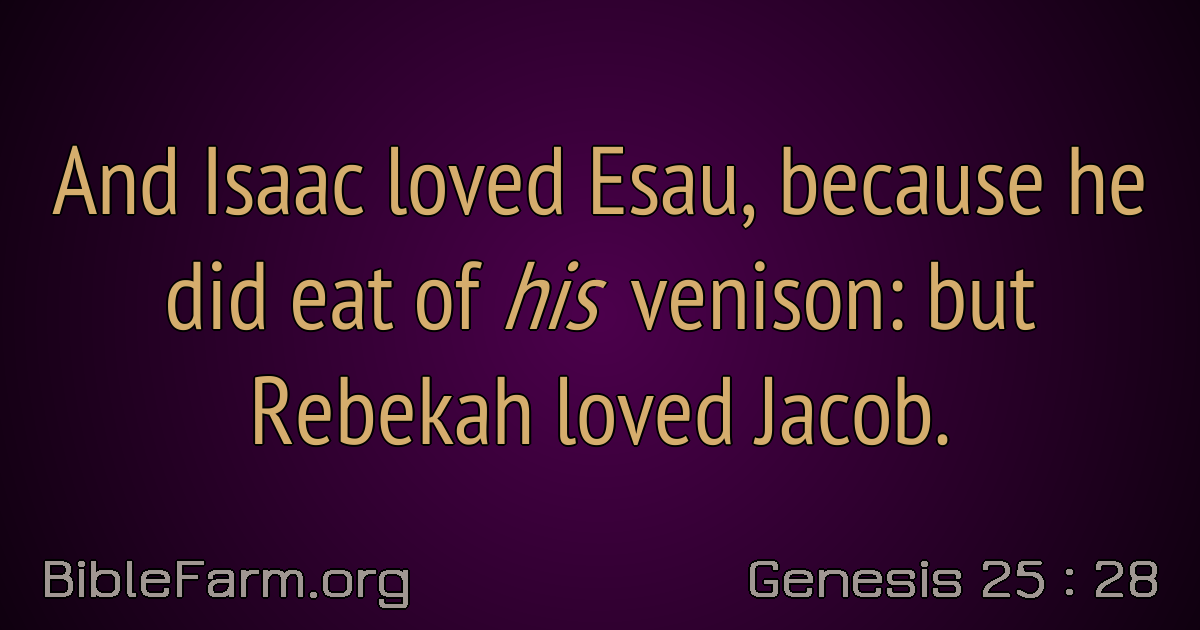 And Isaac loved Esau, because he
did eat of his venison: but
Rebekah loved Jacob.
BibleFarm.org
Genesis 25 : 28